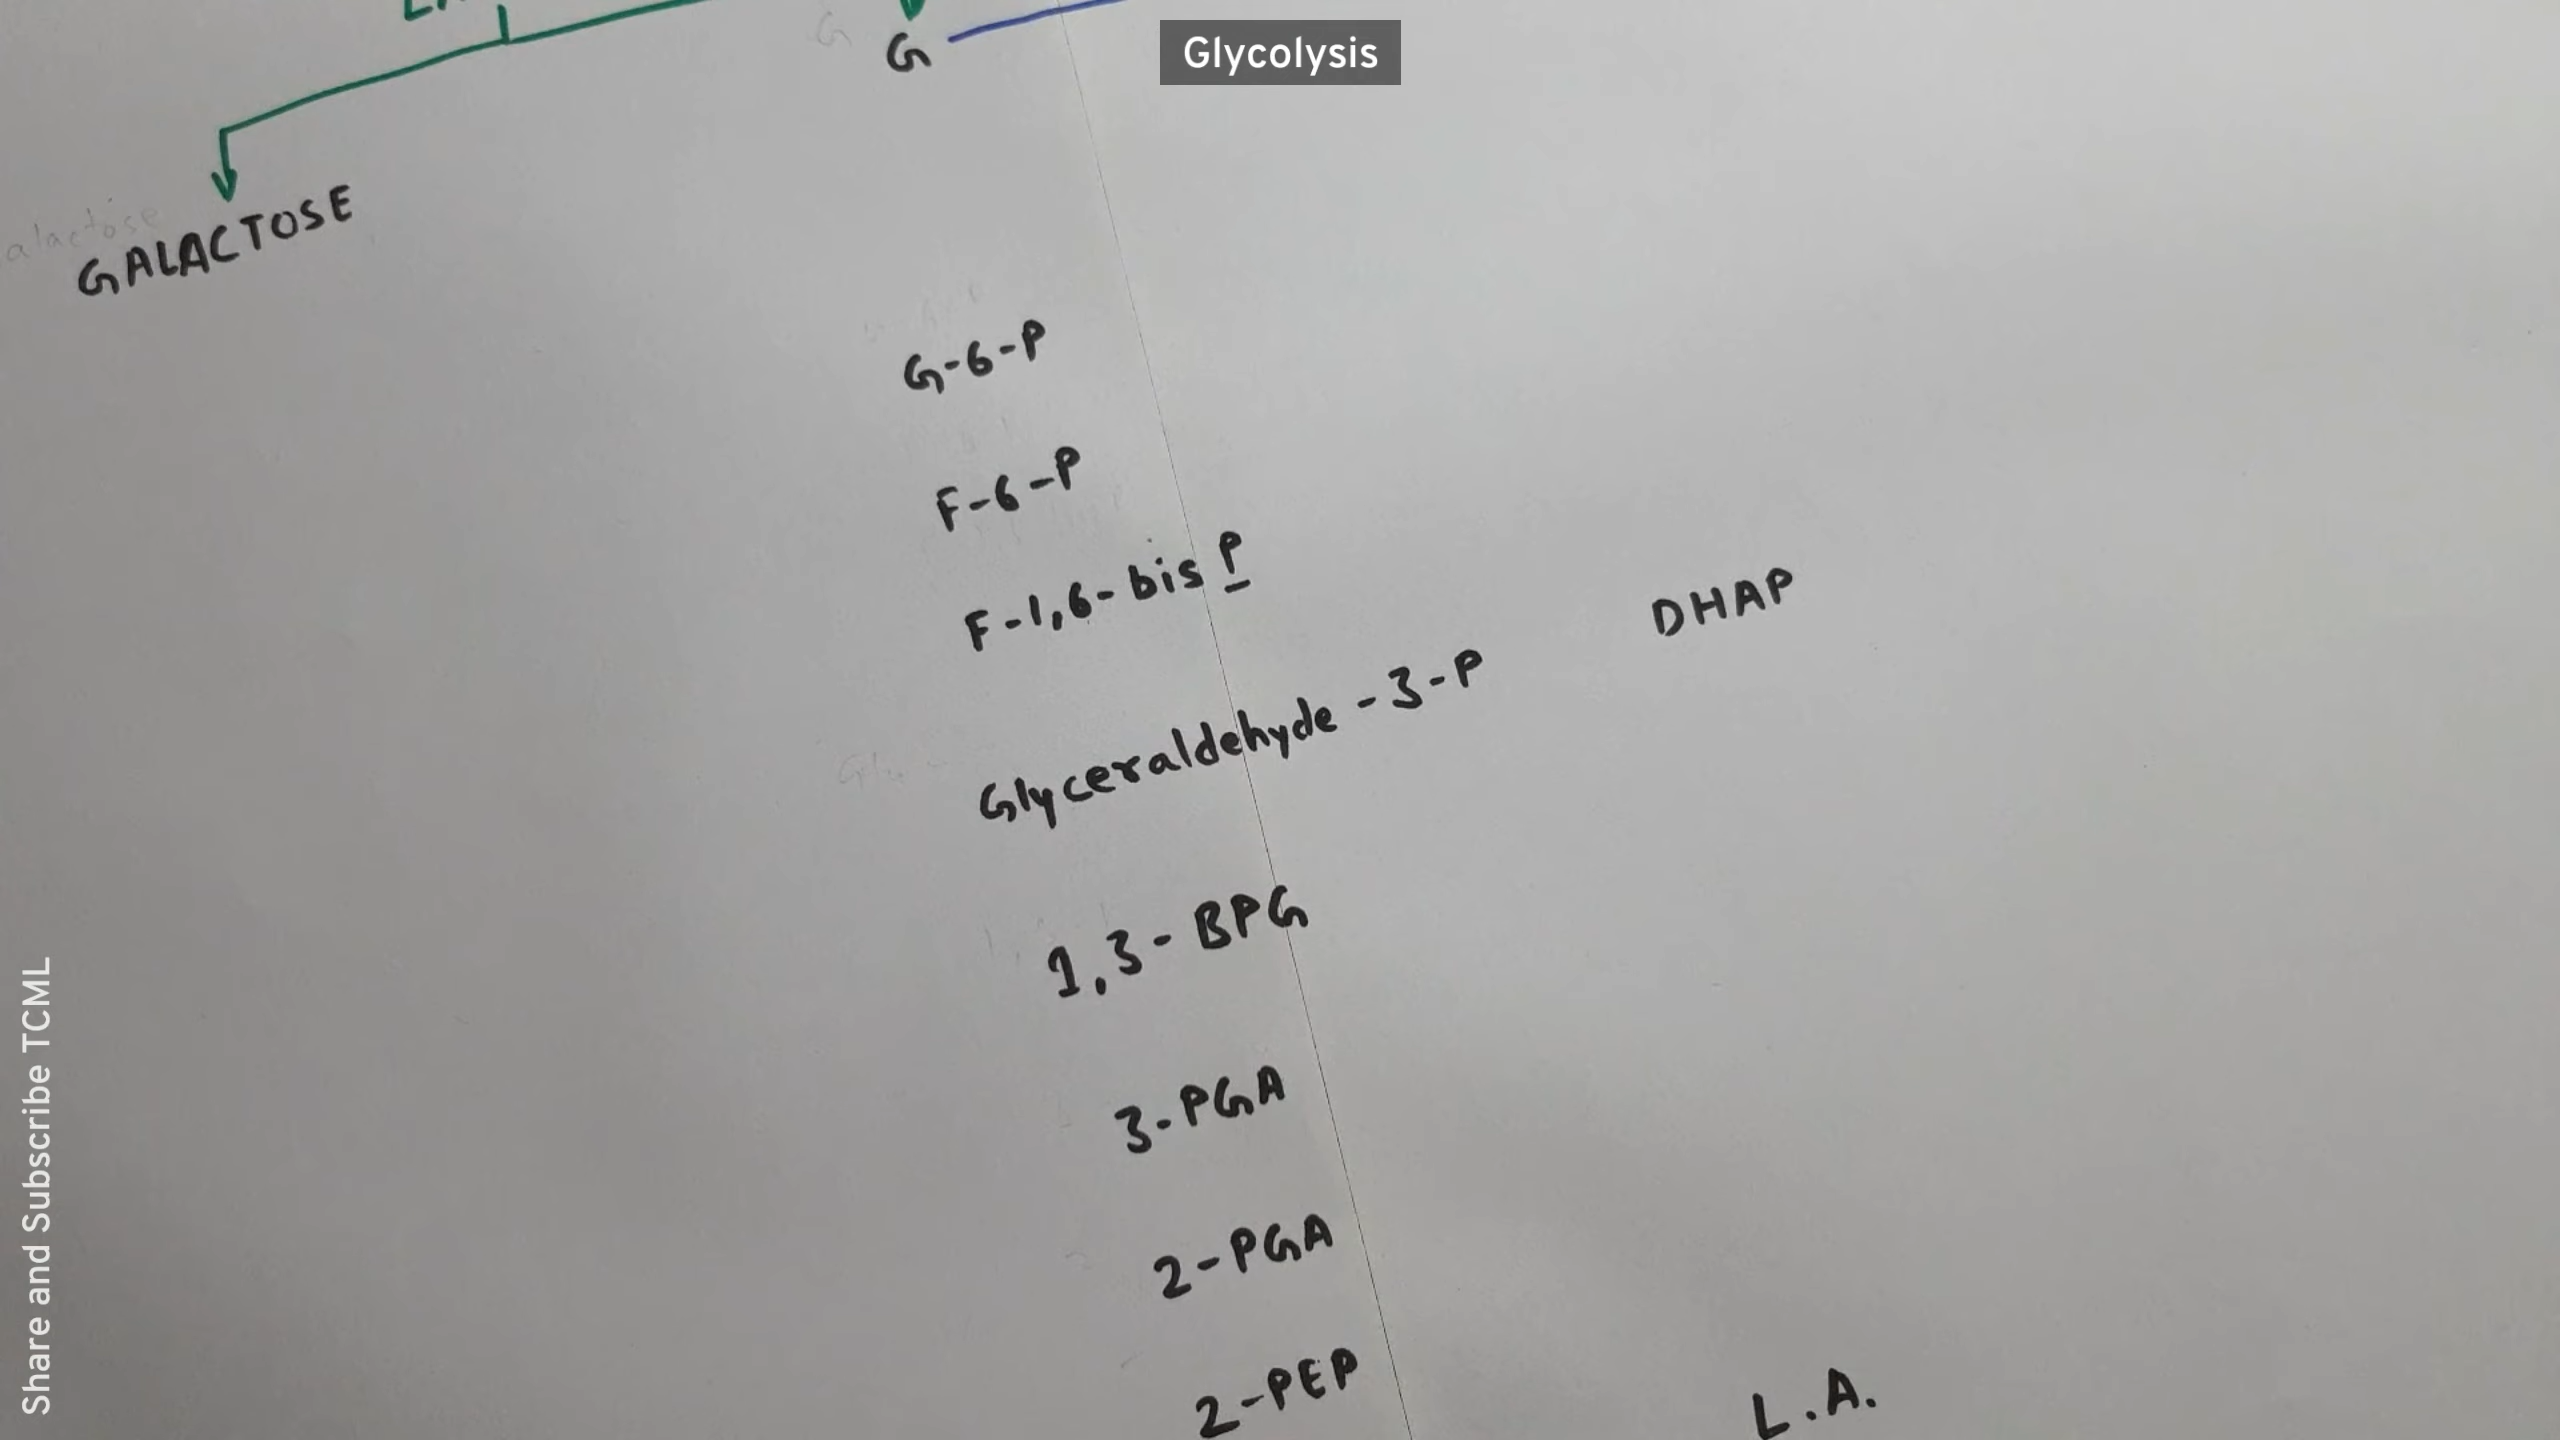 Glycolysis
G
GALACTOSE
G-6-P
F-6-P
F-1,6-bis P
DHAP
Glyceraldehyde-3-P
1,3-BPG
3-PGA
2-PGA
2-PEP
L.A.
Share and Subscribe TCML